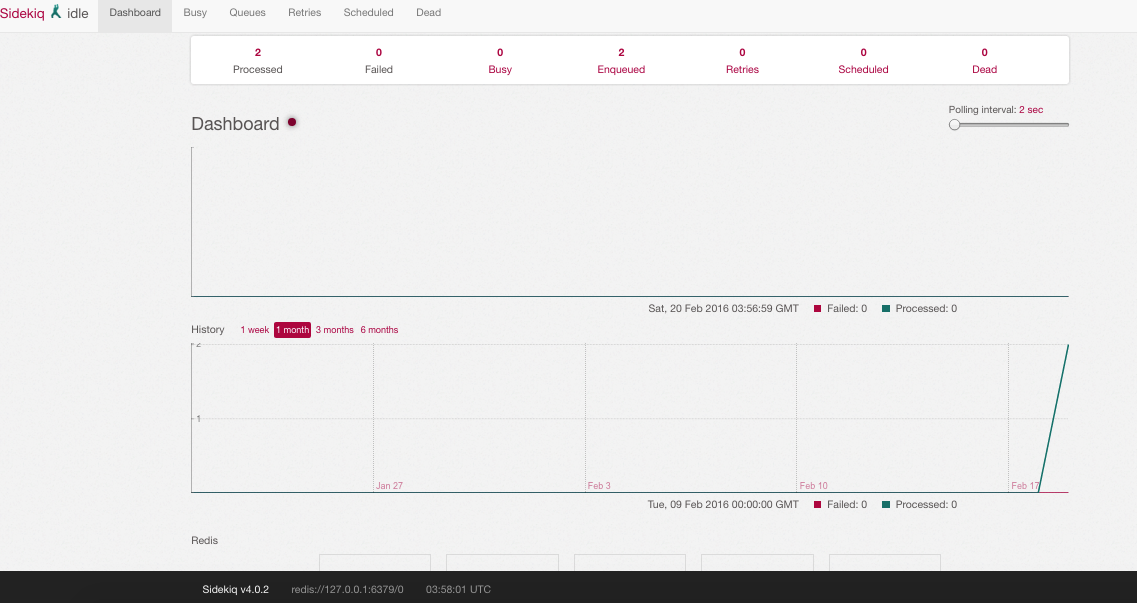 Sidekiq idle Dashboard Busy Queues Retries Scheduled Dead
2 0 0 2 0 0 0
Processed Failed Busy Enqueued Retries Scheduled Dead
Polling interval: 2 sec
Dashboard
Sat, 20 Feb 2016 03:56:59 GMT Failed: 0 Processed: 0
History 1 week 1 month 3 months 6 months
2
1
Jan 27 Feb 3 Feb 10 Feb 17
Tue, 09 Feb 2016 00:00:00 GMT Failed: 0 Processed: 0
Redis
Sidekiq v4.0.2 redis://127.0.0.1:6379/0 03:58:01 UTC